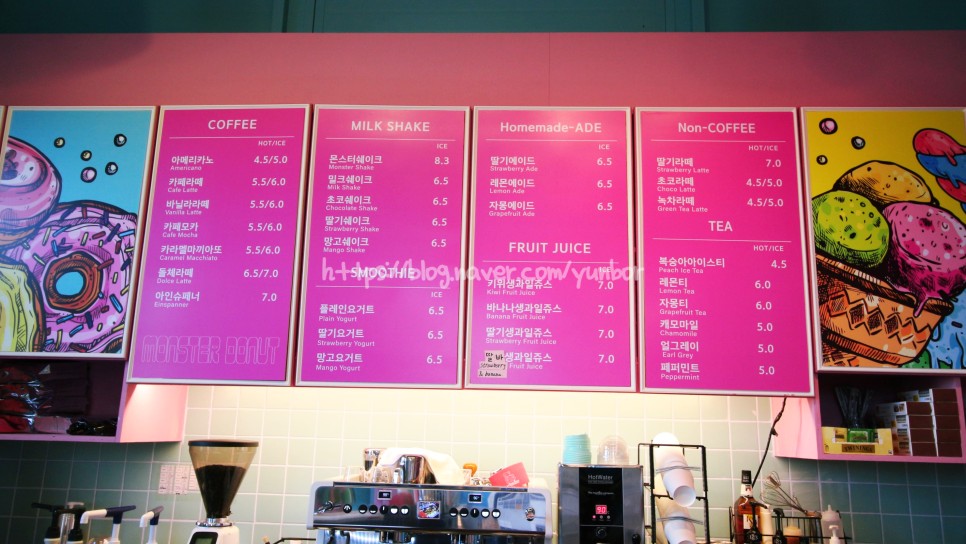 COFFEE
HOT/ICE
아메리카노 4.5/5.0
Americano
카페라떼 5.5/6.0
Cafe Latte
바닐라라떼 5.5/6.0
Vanilla Latte
카페모카 5.5/6.0
Cafe Mocha
카라멜마끼아또 5.5/6.0
Caramel Macchiato
돌체라떼 6.5/7.0
Dolce Latte
아인슈페너 7.0
Einspanner
MONSTER DONUT
MILK SHAKE
ICE
몬스터쉐이크 8.3
Monster Shake
밀크쉐이크 6.5
Milk Shake
초코쉐이크 6.5
Chocolate Shake
딸기쉐이크 6.5
Strawberry Shake
망고쉐이크 6.5
Mango Shake
SMOOTHIE
ICE
플레인요거트 6.5
Plain Yogurt
딸기요거트 6.5
Strawberry Yogurt
망고요거트 6.5
Mango Yogurt
Homemade-ADE
ICE
딸기에이드 6.5
Strawberry Ade
레몬에이드 6.5
Lemon Ade
자몽에이드 6.5
Grapefruit Ade
FRUIT JUICE
ICE
키위생과일쥬스 7.0
Kiwi Fruit Juice
바나나생과일쥬스 7.0
Banana Fruit Juice
딸기생과일쥬스 7.0
Strawberry Fruit Juice
딸 바 생과일쥬스 7.0
strawberry Fruit Juice
& banana
Non-COFFEE
HOT/ICE
딸기라떼 7.0
Strawberry Latte
초코라떼 4.5/5.0
Choco Latte
녹차라떼 4.5/5.0
Green Tea Latte
TEA
HOT/ICE
복숭아아이스티 4.5
Peach Ice Tea
레몬티 6.0
Lemon Tea
자몽티 6.0
Grapefruit Tea
캐모마일 5.0
Chamomile
얼그레이 5.0
Earl Grey
페퍼민트 5.0
Peppermint
HotWater